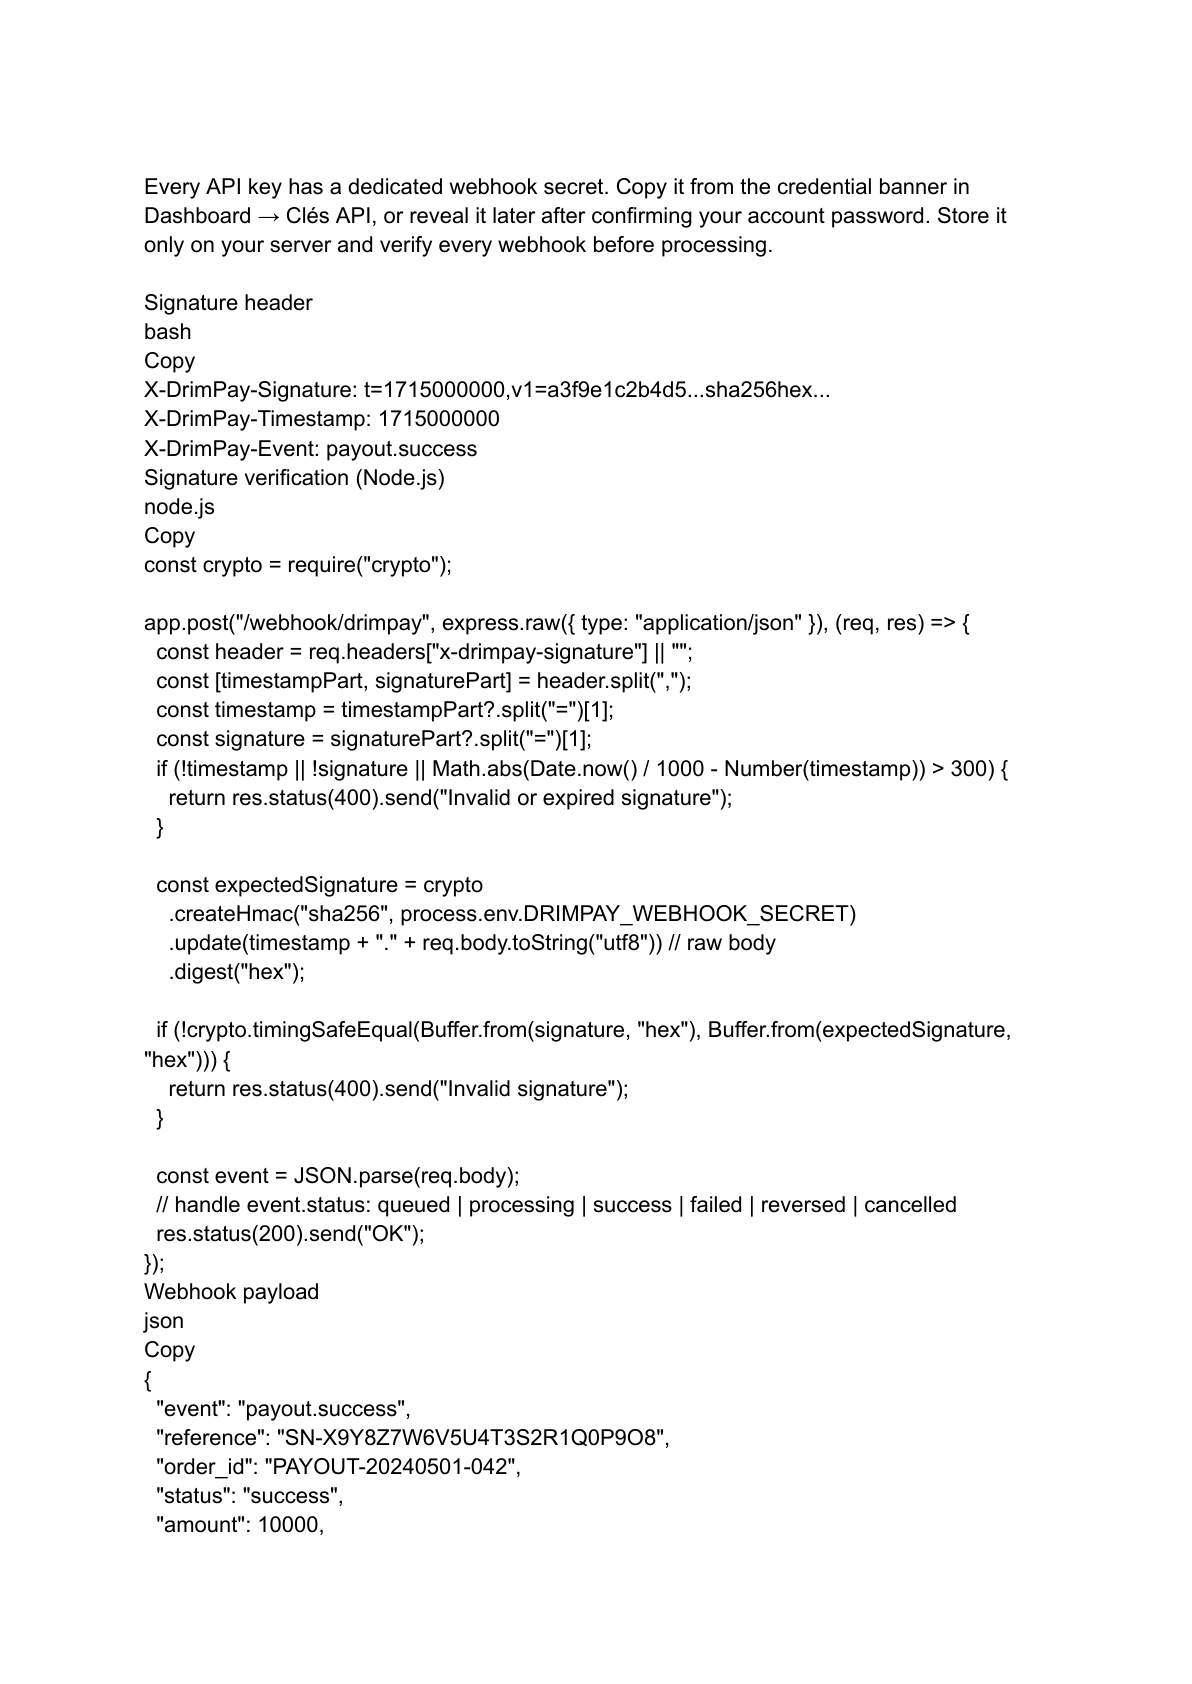 Every API key has a dedicated webhook secret. Copy it from the credential banner in
Dashboard → Clés API, or reveal it later after confirming your account password. Store it
only on your server and verify every webhook before processing.
Signature header
bash
Copy
X-DrimPay-Signature: t=1715000000,v1=a3f9e1c2b4d5...sha256hex...
X-DrimPay-Timestamp: 1715000000
X-DrimPay-Event: payout.success
Signature verification (Node.js)
node.js
Copy
const crypto = require("crypto");
app.post("/webhook/drimpay", express.raw({ type: "application/json" }), (req, res) => {
  const header = req.headers["x-drimpay-signature"] || "";
  const [timestampPart, signaturePart] = header.split(",");
  const timestamp = timestampPart?.split("=")[1];
  const signature = signaturePart?.split("=")[1];
  if (!timestamp || !signature || Math.abs(Date.now() / 1000 - Number(timestamp)) > 300) {
    return res.status(400).send("Invalid or expired signature");
  }
  const expectedSignature = crypto
    .createHmac("sha256", process.env.DRIMPAY_WEBHOOK_SECRET)
    .update(timestamp + "." + req.body.toString("utf8")) // raw body
    .digest("hex");
  if (!crypto.timingSafeEqual(Buffer.from(signature, "hex"), Buffer.from(expectedSignature,
"hex"))) {
    return res.status(400).send("Invalid signature");
  }
  const event = JSON.parse(req.body);
  // handle event.status: queued | processing | success | failed | reversed | cancelled
  res.status(200).send("OK");
});
Webhook payload
json
Copy
{
  "event": "payout.success",
  "reference": "SN-X9Y8Z7W6V5U4T3S2R1Q0P9O8",
  "order_id": "PAYOUT-20240501-042",
  "status": "success",
  "amount": 10000,